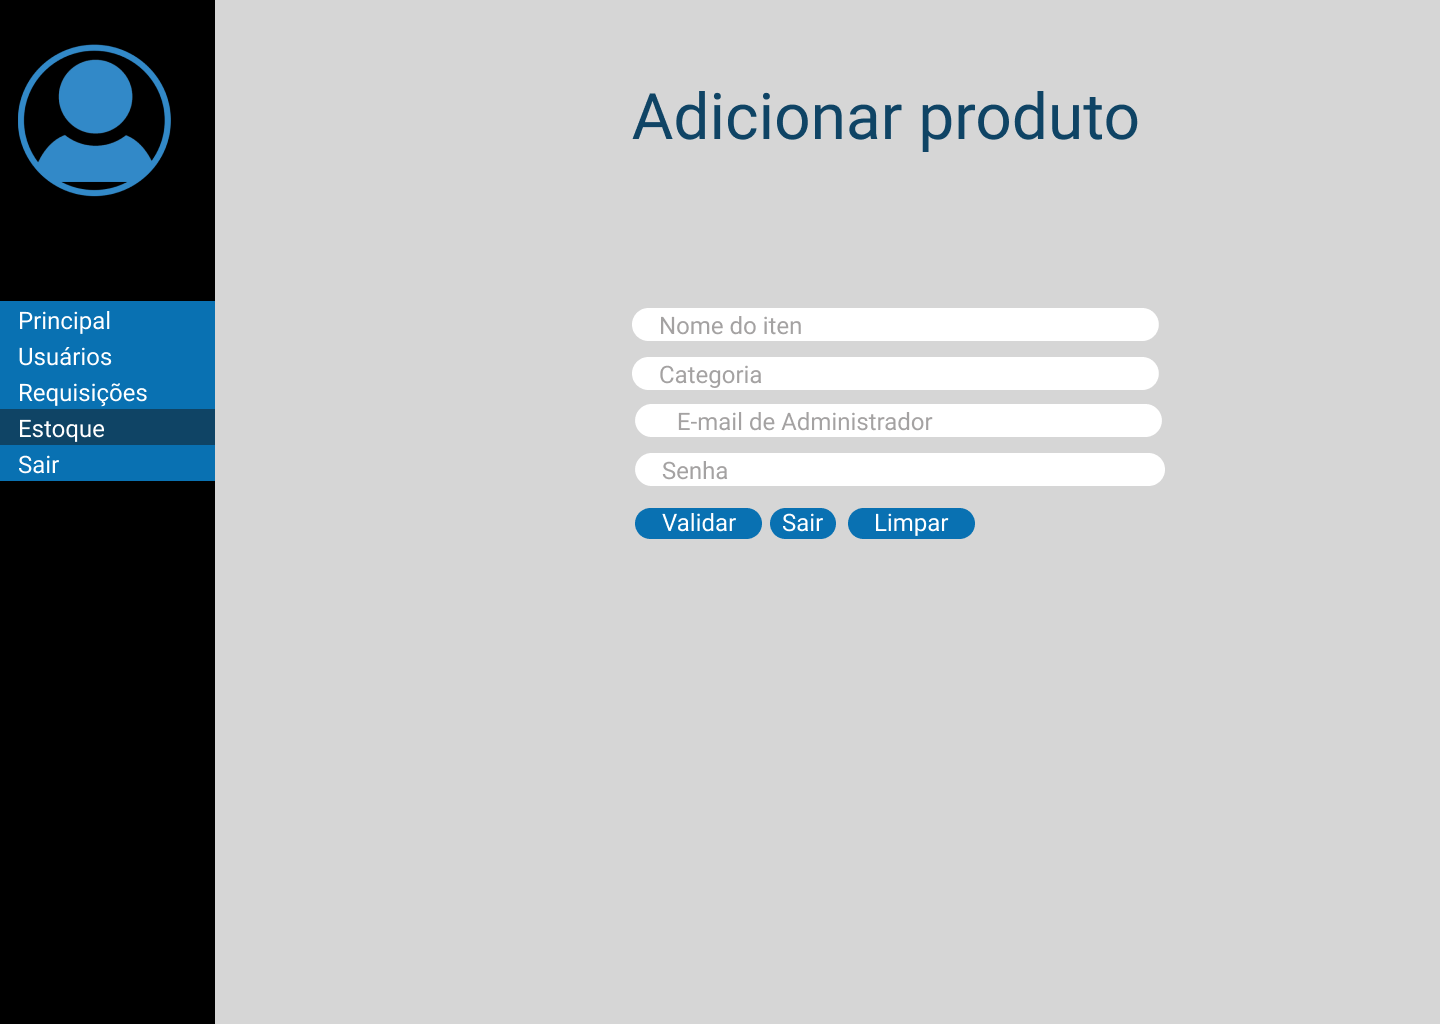 Adicionar produto
Principal
Usuários
Requisições
Estoque
Sair
Nome do iten
Categoria
E-mail de Administrador
Senha
Validar Sair Limpar